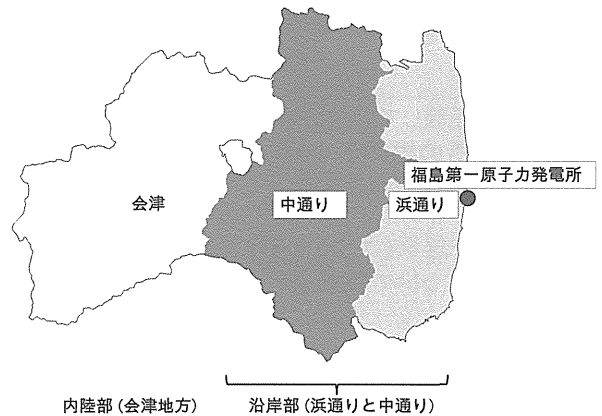 福島第一原子力発電所
会津
中通り
浜通り
内陸部(会津地方)
沿岸部(浜通りと中通り)